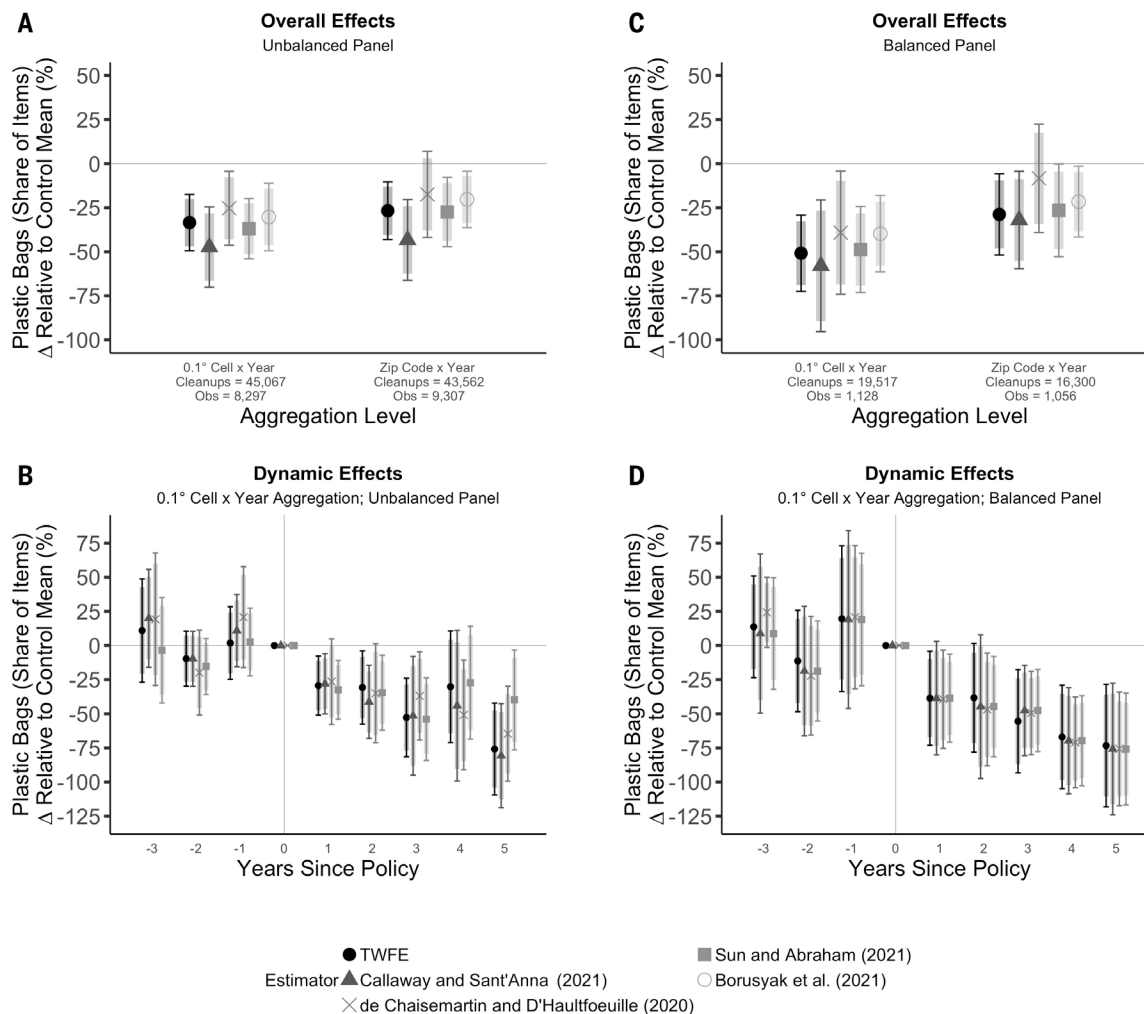 A
Overall Effects
Unbalanced Panel
Plastic Bags (Share of Items)
Δ Relative to Control Mean (%)
50
25
0
-25
-50
-75
-100
0.1° Cell x Year
Cleanups = 45,067
Obs = 8,297
Zip Code x Year
Cleanups = 43,562
Obs = 9,307
Aggregation Level
C
Overall Effects
Balanced Panel
Plastic Bags (Share of Items)
Δ Relative to Control Mean (%)
50
25
0
-25
-50
-75
-100
0.1° Cell x Year
Cleanups = 19,517
Obs = 1,128
Zip Code x Year
Cleanups = 16,300
Obs = 1,056
Aggregation Level
B
Dynamic Effects
0.1° Cell x Year Aggregation; Unbalanced Panel
Plastic Bags (Share of Items)
Δ Relative to Control Mean (%)
75
50
25
0
-25
-50
-75
-100
-125
-3 -2 -1 0 1 2 3 4 5
Years Since Policy
D
Dynamic Effects
0.1° Cell x Year Aggregation; Balanced Panel
Plastic Bags (Share of Items)
Δ Relative to Control Mean (%)
75
50
25
0
-25
-50
-75
-100
-125
-3 -2 -1 0 1 2 3 4 5
Years Since Policy
Estimator
TWFE
Callaway and Sant'Anna (2021)
de Chaisemartin and D'Haultfoeuille (2020)
Sun and Abraham (2021)
Borusyak et al. (2021)